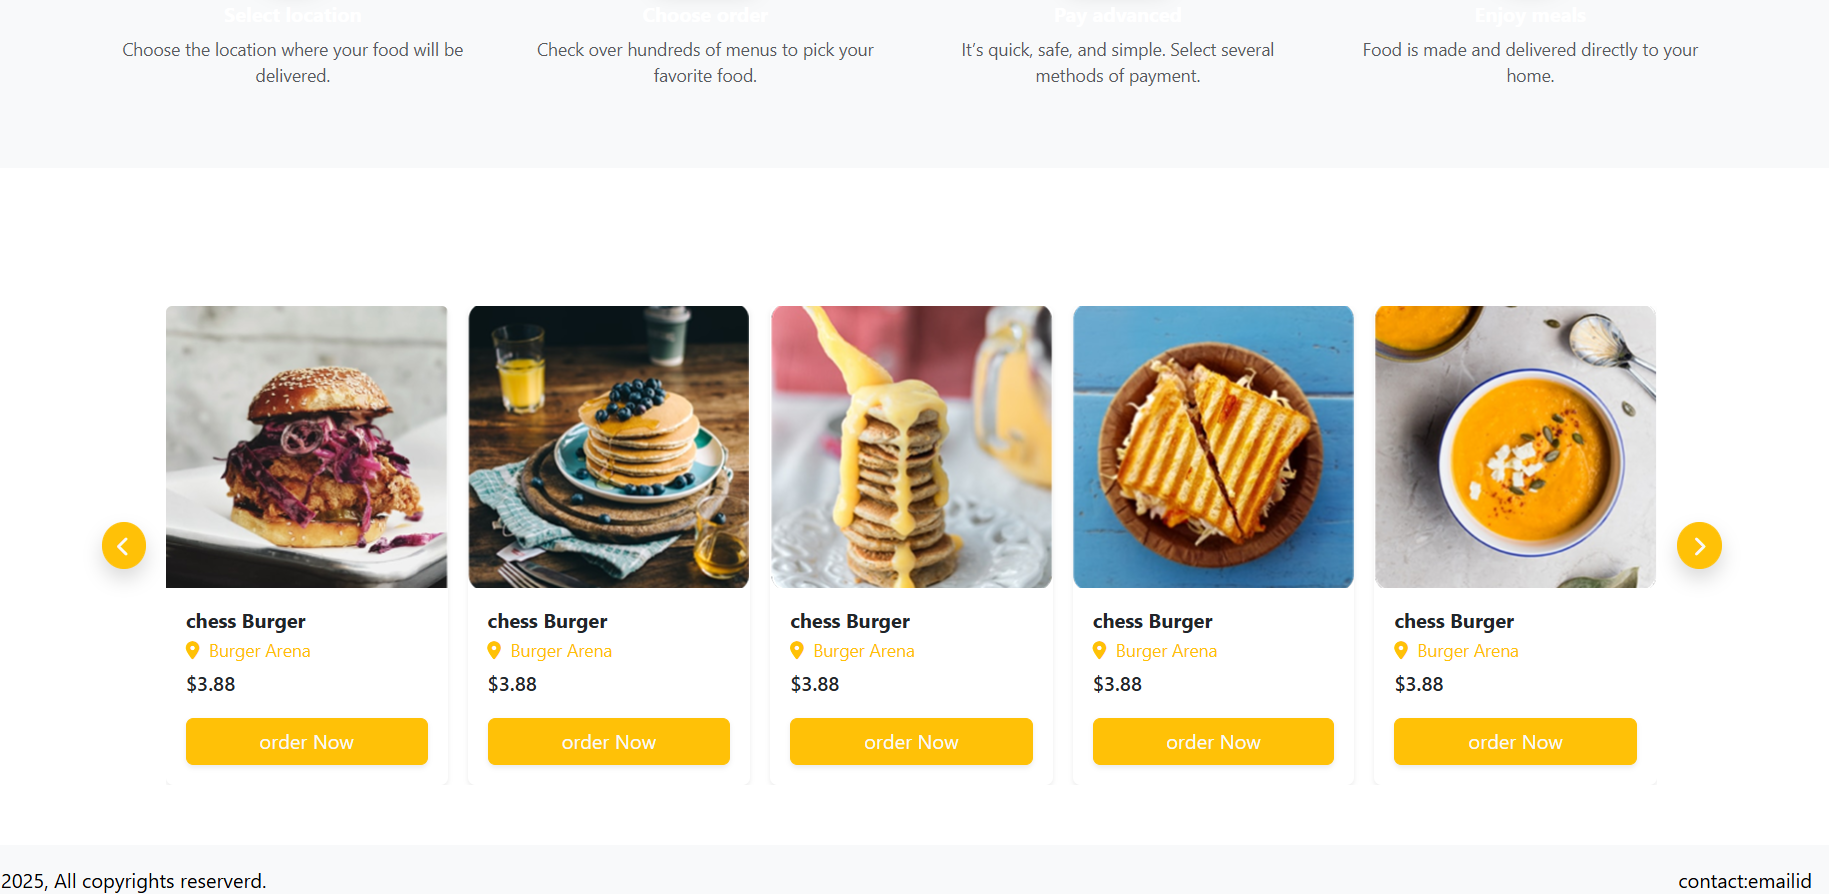 Select location
Choose order
Pay advanced
Enjoy meals
Choose the location where your food will be
delivered.
Check over hundreds of menus to pick your
favorite food.
It's quick, safe, and simple. Select several
methods of payment.
Food is made and delivered directly to your
home.
chess Burger
Burger Arena
$3.88
order Now
chess Burger
Burger Arena
$3.88
order Now
chess Burger
Burger Arena
$3.88
order Now
chess Burger
Burger Arena
$3.88
order Now
chess Burger
Burger Arena
$3.88
order Now
2025, All copyrights reserverd.
contact:emailid